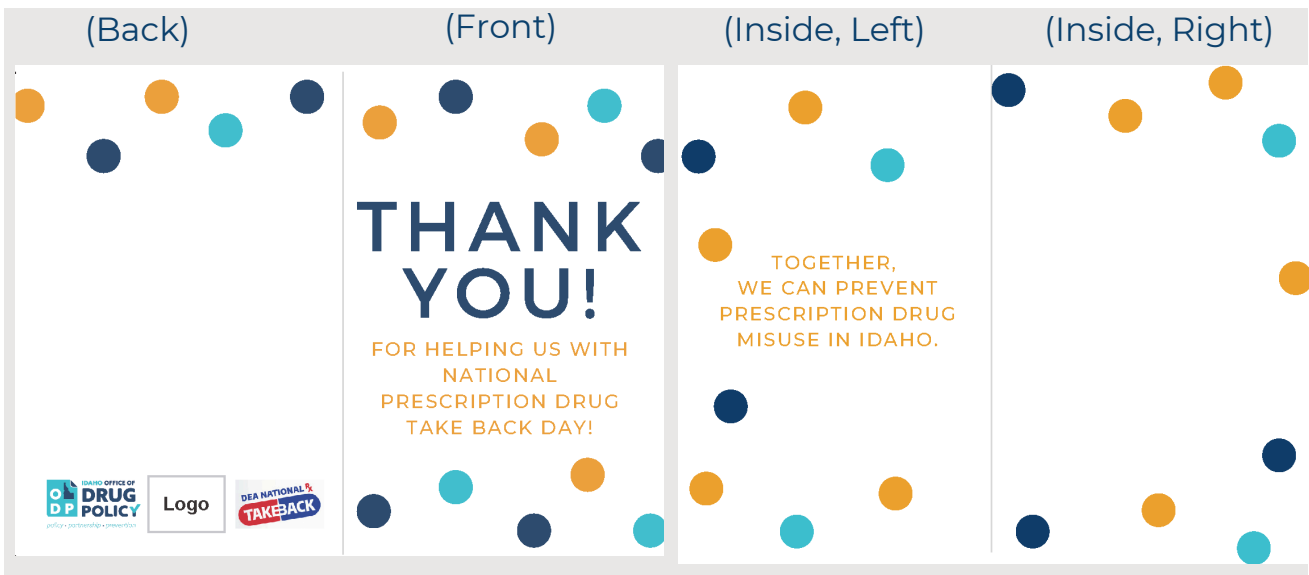 (Back)
(Front)
(Inside, Left)
(Inside, Right)
THANK
YOU!
FOR HELPING US WITH
NATIONAL
PRESCRIPTION DRUG
TAKE BACK DAY!
TOGETHER,
WE CAN PREVENT
PRESCRIPTION DRUG
MISUSE IN IDAHO.
ODP
IDAHO OFFICE OF
DRUG
POLICY
policy • partnership • prevention
Logo
DEA NATIONAL Rx
TAKEBACK